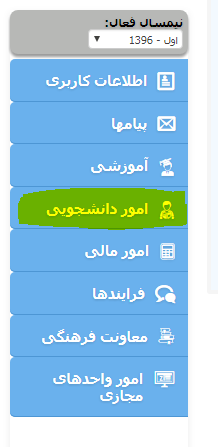 نیمسال فعال:
اول - 1396
اطلاعات کاربری
پیامها
آموزشی
امور دانشجویی
امور مالی
فرایندها
معاونت فرهنگی
امور واحدهای
مجازی